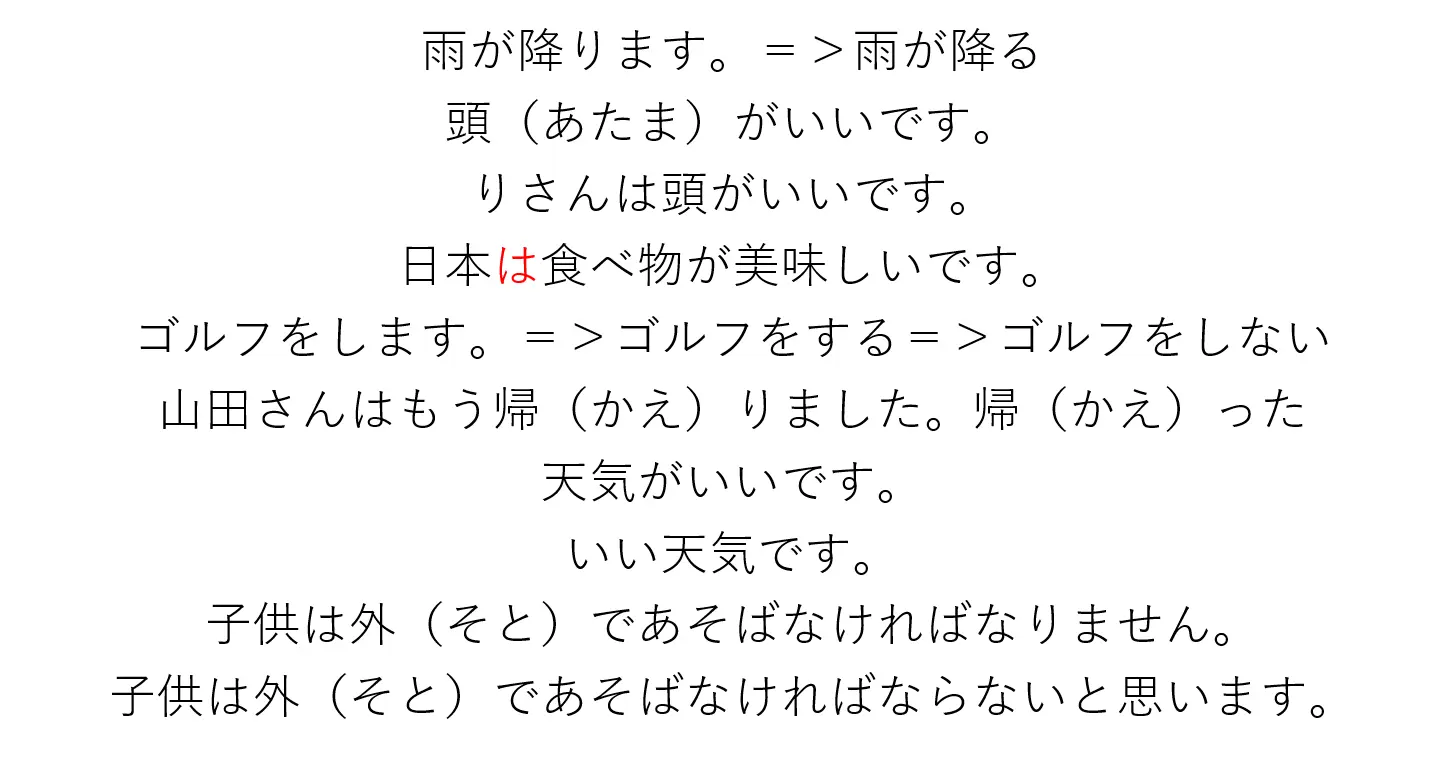 雨が降ります。＝＞雨が降る
頭（あたま）がいいです。
りさんは頭がいいです。
日本は食べ物が美味しいです。
ゴルフをします。＝＞ゴルフをする＝＞ゴルフをしない
山田さんはもう帰（かえ）りました。帰（かえ）った
天気がいいです。
いい天気です。
子供は外（そと）であそばなければなりません。
子供は外（そと）であそばなければならないと思います。